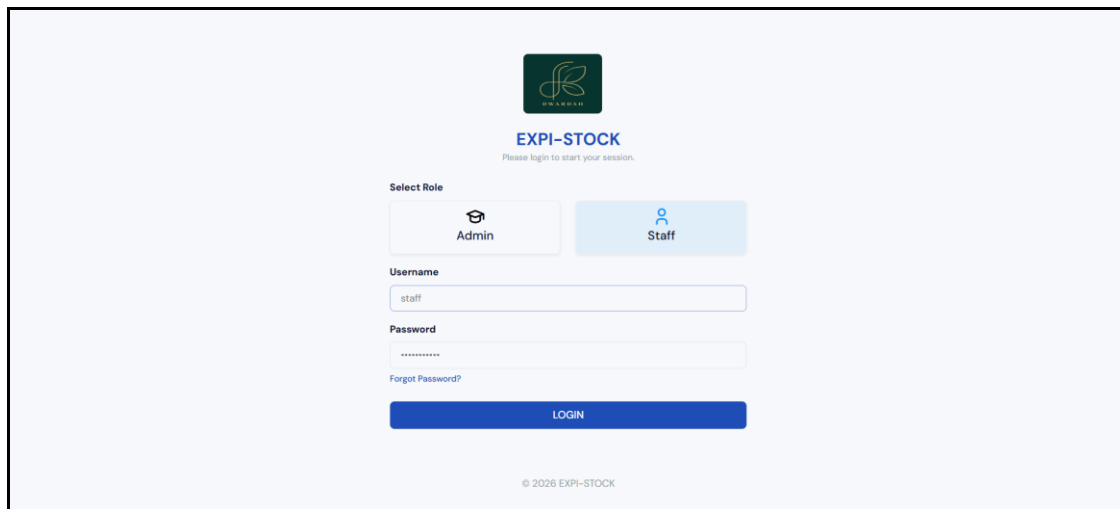 DWARDAH
EXPI-STOCK
Please login to start your session.
Select Role
Admin
Staff
Username
staff
Password
•••••••••••
Forgot Password?
LOGIN
© 2026 EXPI-STOCK